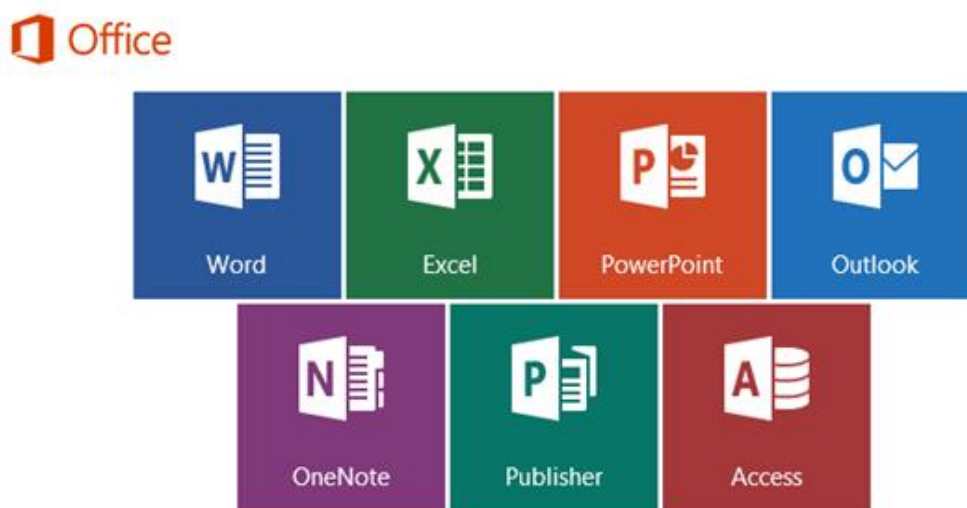 Office
W X P O
Word Excel PowerPoint Outlook
N P A
OneNote Publisher Access